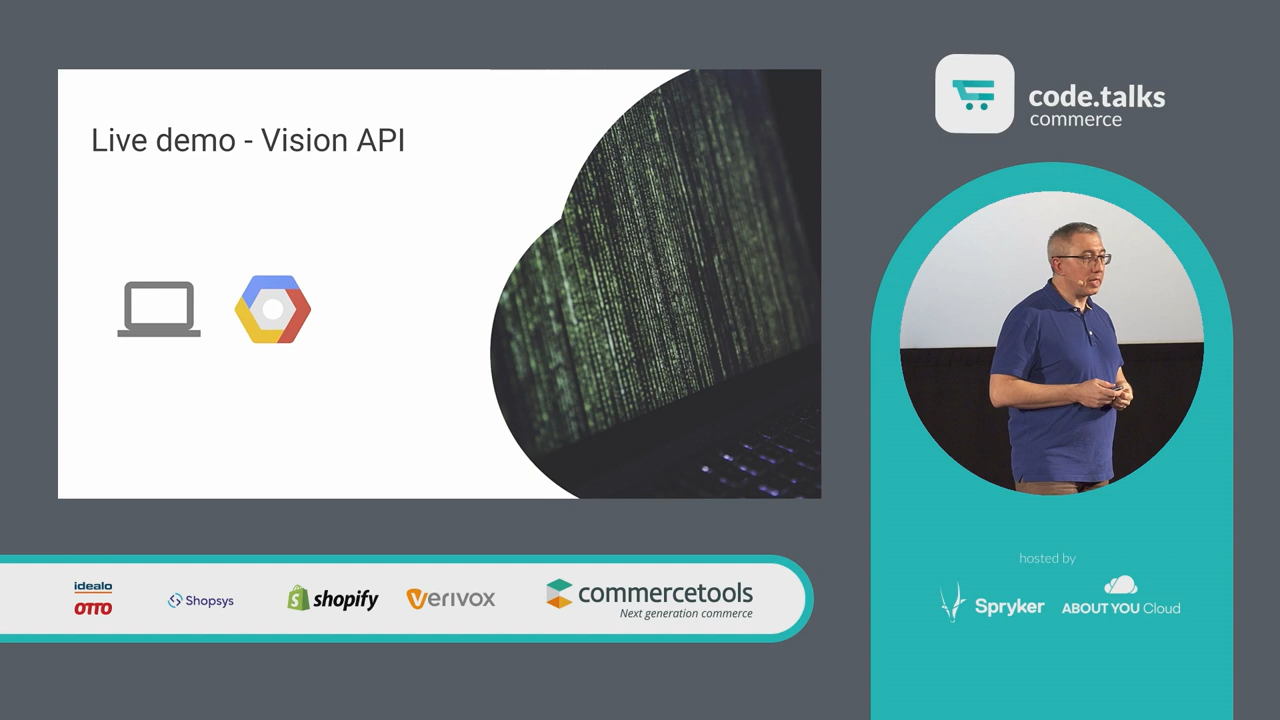 Live demo - Vision API
code.talks
commerce
hosted by
Spryker
ABOUT YOU Cloud
idealo
OTTO
Shopsys
shopify
Verivox
commercetools
Next generation commerce